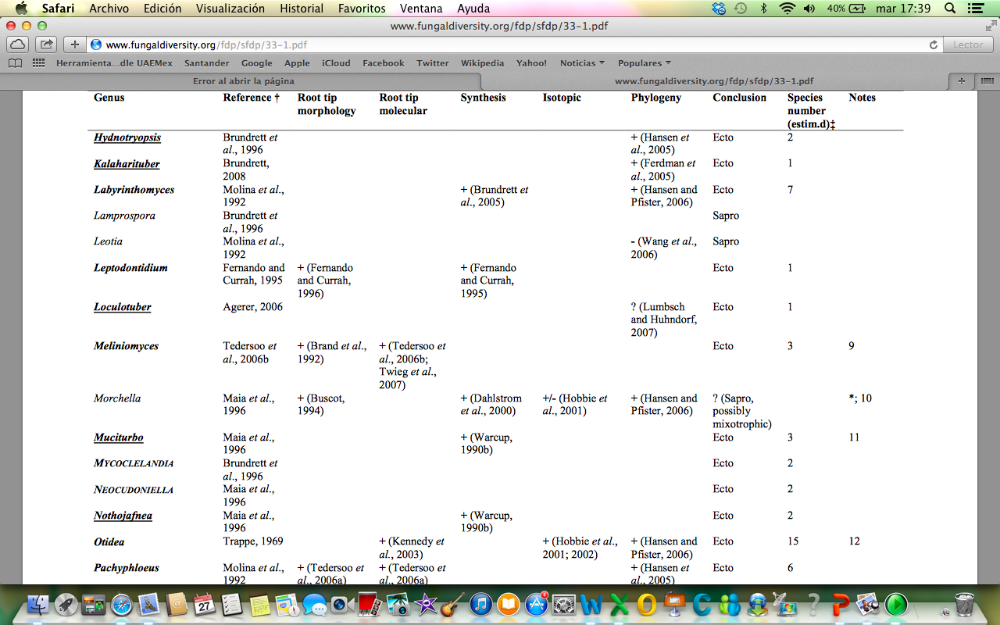 Safari Archivo Edición Visualización Historial Favoritos Ventana Ayuda 40% mar 17:39
www.fungaldiversity.org/fdp/sfdp/33-1.pdf
www.fungaldiversity.org/fdp/sfdp/33-1.pdf Lector
Herramienta...dle UAEMex Santander Google Apple iCloud Facebook Twitter Wikipedia Yahoo! Noticias Populares
Error al abrir la página www.fungaldiversity.org/fdp/sfdp/33-1.pdf
Genus Reference † Root tip Root tip Synthesis Isotopic Phylogeny Conclusion Species Notes
morphology molecular number
(estim.d)‡
Hydnotryopsis Brundrett et + (Hansen et Ecto 2
al., 1996 al., 2005)
Kalaharituber Brundrett, + (Ferdman et Ecto 1
2008 al., 2005)
Labyrinthomyces Molina et al., + (Brundrett et + (Hansen and Ecto 7
1992 al., 2005) Pfister, 2006)
Lamprospora Brundrett et Sapro
al., 1996
Leotia Molina et al., - (Wang et al., Sapro
1992 2006)
Leptodontidium Fernando and + (Fernando + (Fernando Ecto 1
Currah, 1995 and Currah, and Currah,
1996) 1995)
Loculotuber Agerer, 2006 ? (Lumbsch Ecto 1
and Huhndorf,
2007)
Meliniomyces Tedersoo et + (Brand et al., + (Tedersoo et Ecto 3 9
al., 2006b 1992) al., 2006b;
Twieg et al.,
2007)
Morchella Maia et al., + (Buscot, + (Dahlstrom +/- (Hobbie et + (Hansen and ? (Sapro, *; 10
1996 1994) et al., 2000) al., 2001) Pfister, 2006) possibly
mixotrophic)
Muciturbo Maia et al., + (Warcup, Ecto 3 11
1996 1990b)
MYCOCLELANDIA Brundrett et Ecto 2
al., 1996
NEOCUDONIELLA Maia et al., Ecto 2
1996
Nothojafnea Maia et al., + (Warcup, Ecto 2
1996 1990b)
Otidea Trappe, 1969 + (Kennedy et + (Hobbie et al., + (Hansen and Ecto 15 12
al., 2003) 2001; 2002) Pfister, 2006)
Pachyphloeus Molina et al., + (Tedersoo et + (Tedersoo et + (Hansen et Ecto 6
1992 al., 2006a) al., 2006a) al., 2005)
27